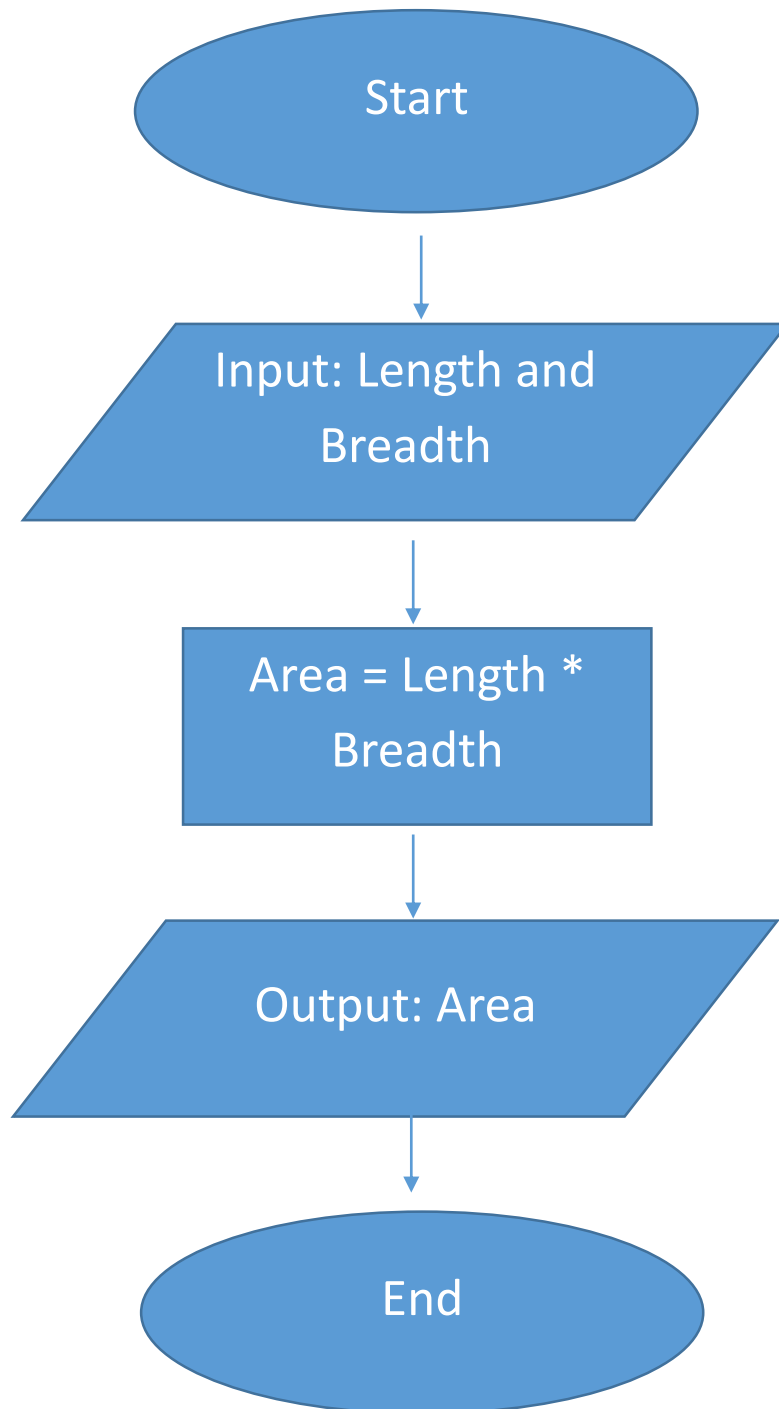 Start
Input: Length and
Breadth
Area = Length *
Breadth
Output: Area
End